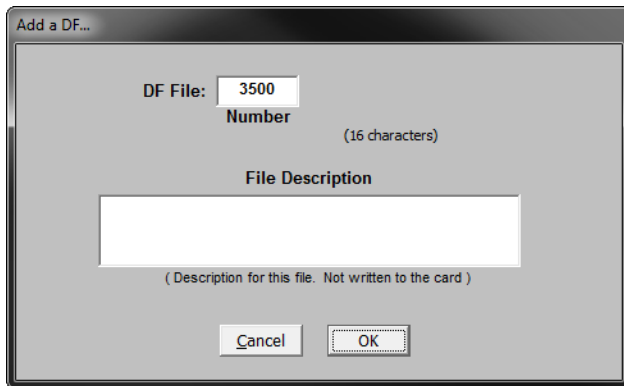 Add a DF...
DF File: 3500
Number
(16 characters)
File Description
( Description for this file. Not written to the card )
Cancel OK